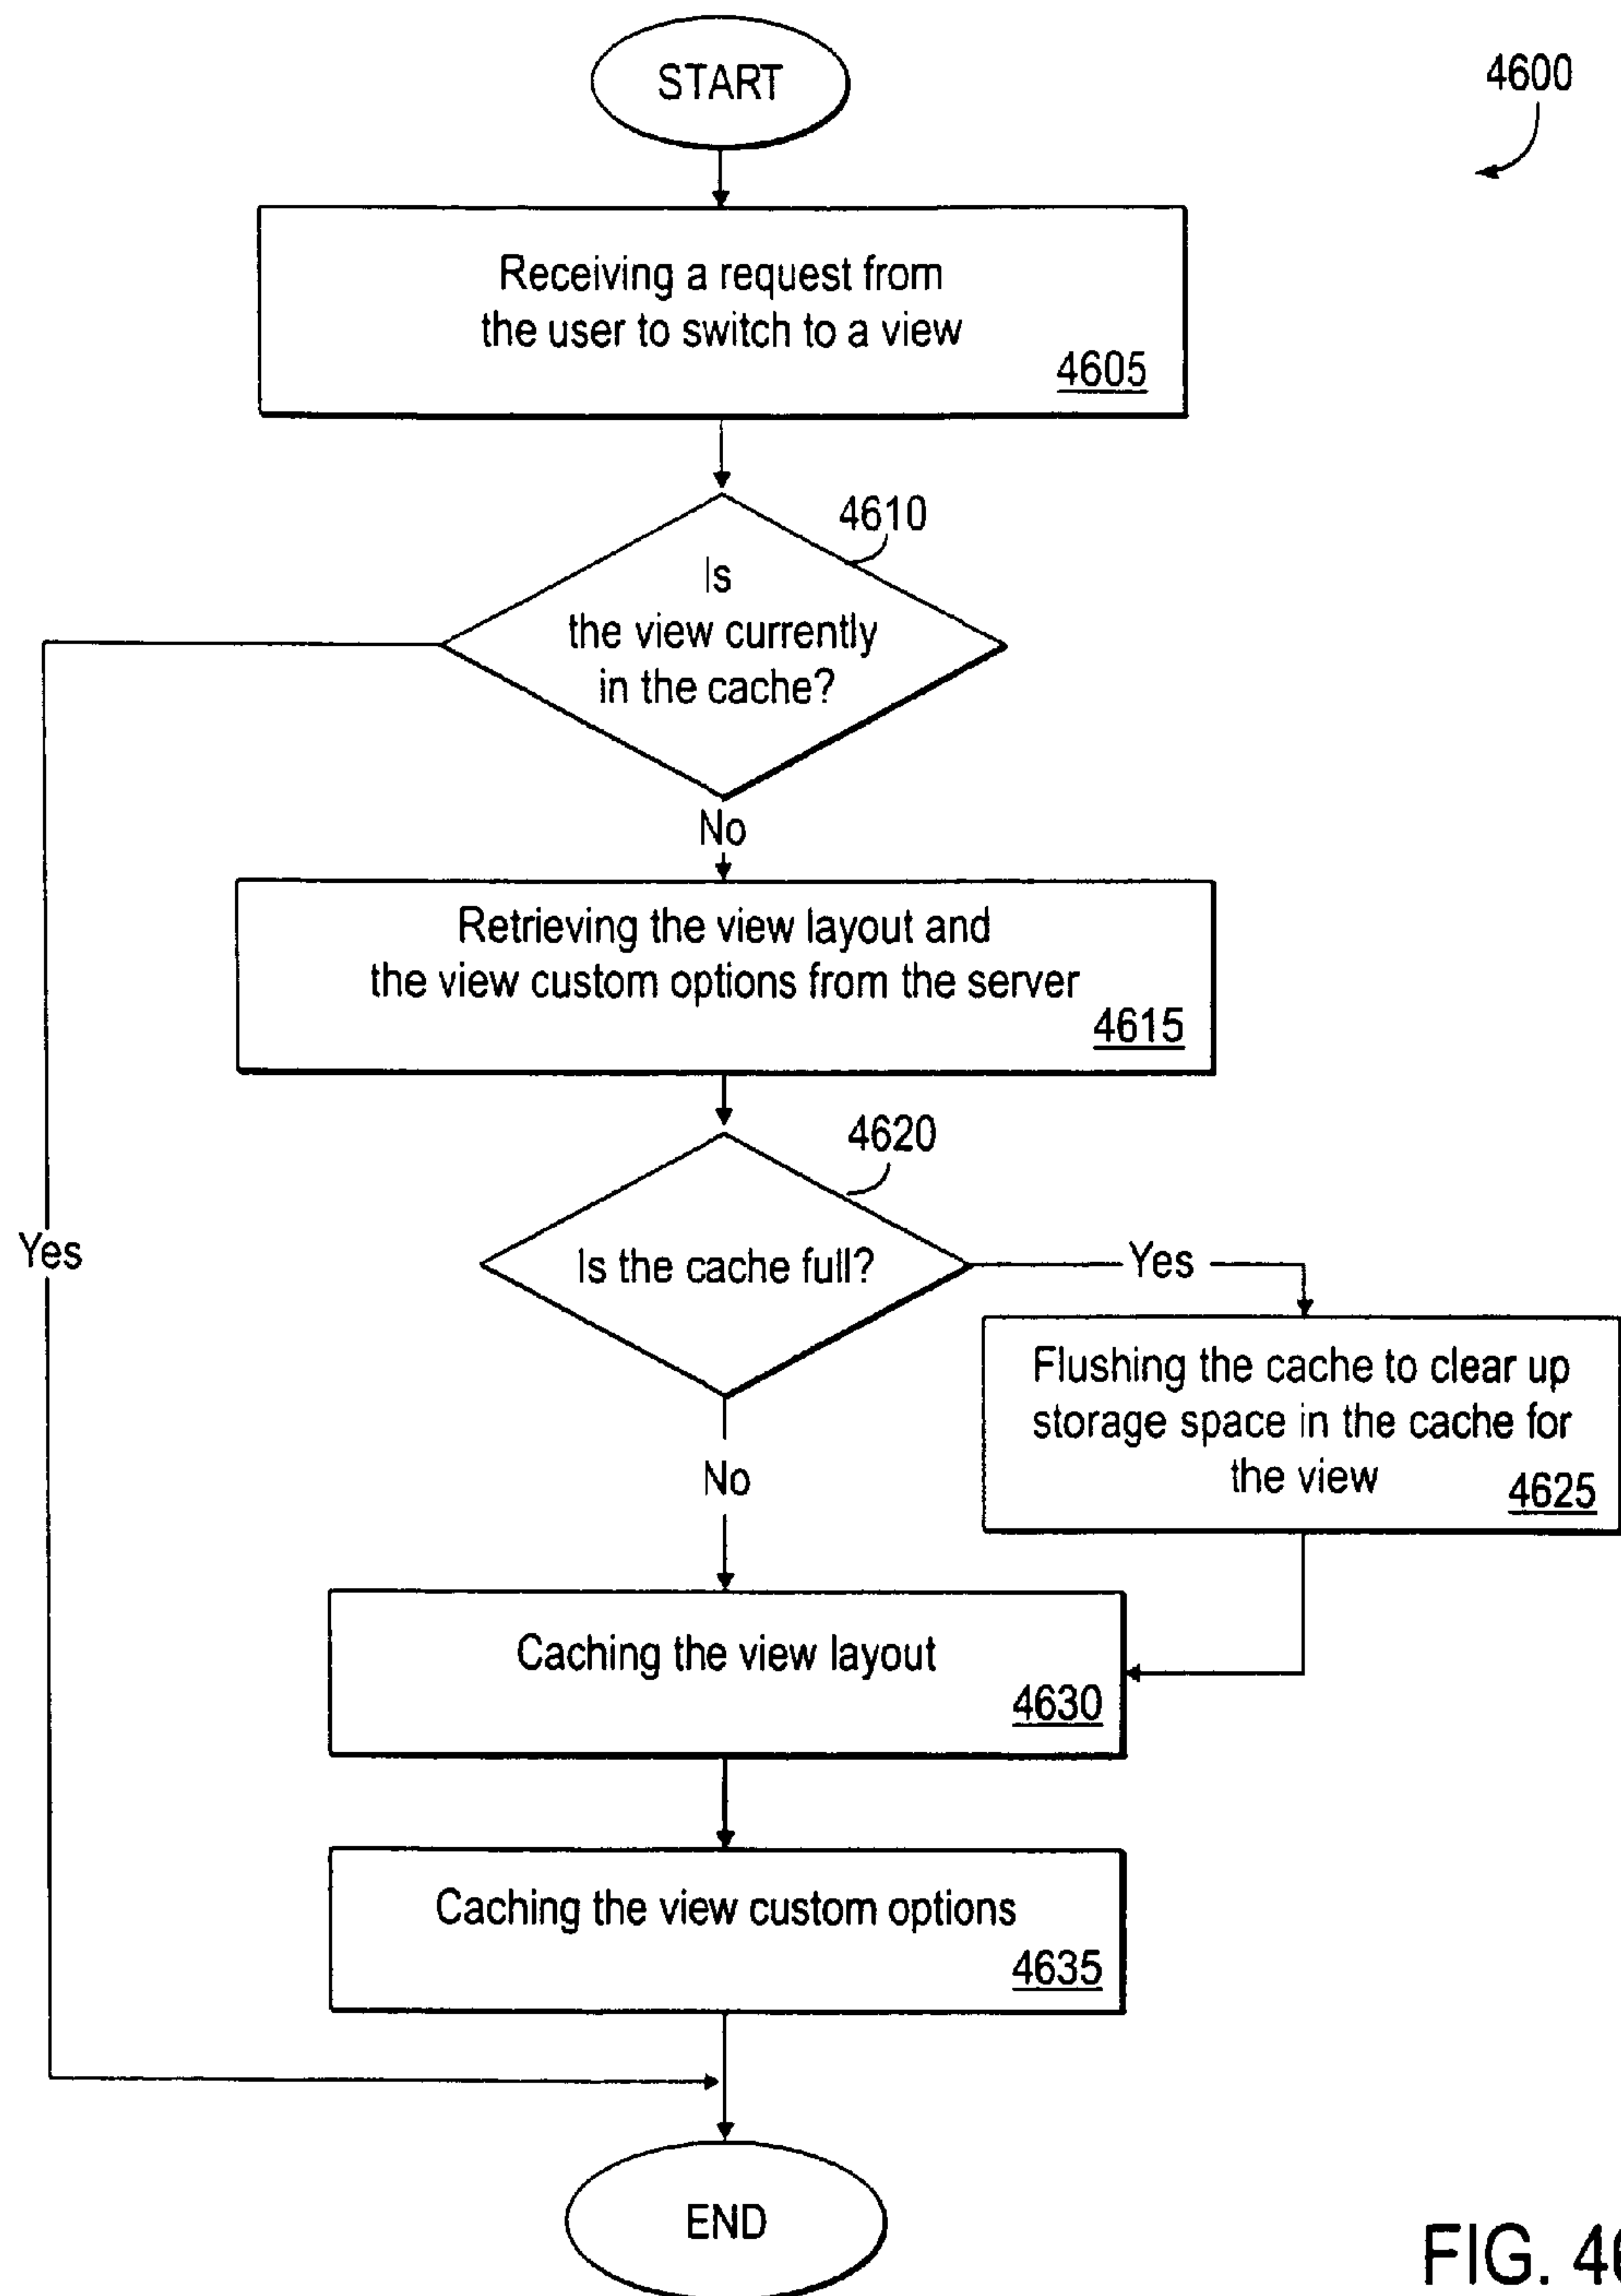 START
4600
Receiving a request from
the user to switch to a view
4605
4610
Is
the view currently
in the cache?
No
Retrieving the view layout and
the view custom options from the server
4615
4620
Yes
Is the cache full?
Yes
Flushing the cache to clear up
storage space in the cache for
the view
4625
No
Caching the view layout
4630
Caching the view custom options
4635
END
FIG. 46